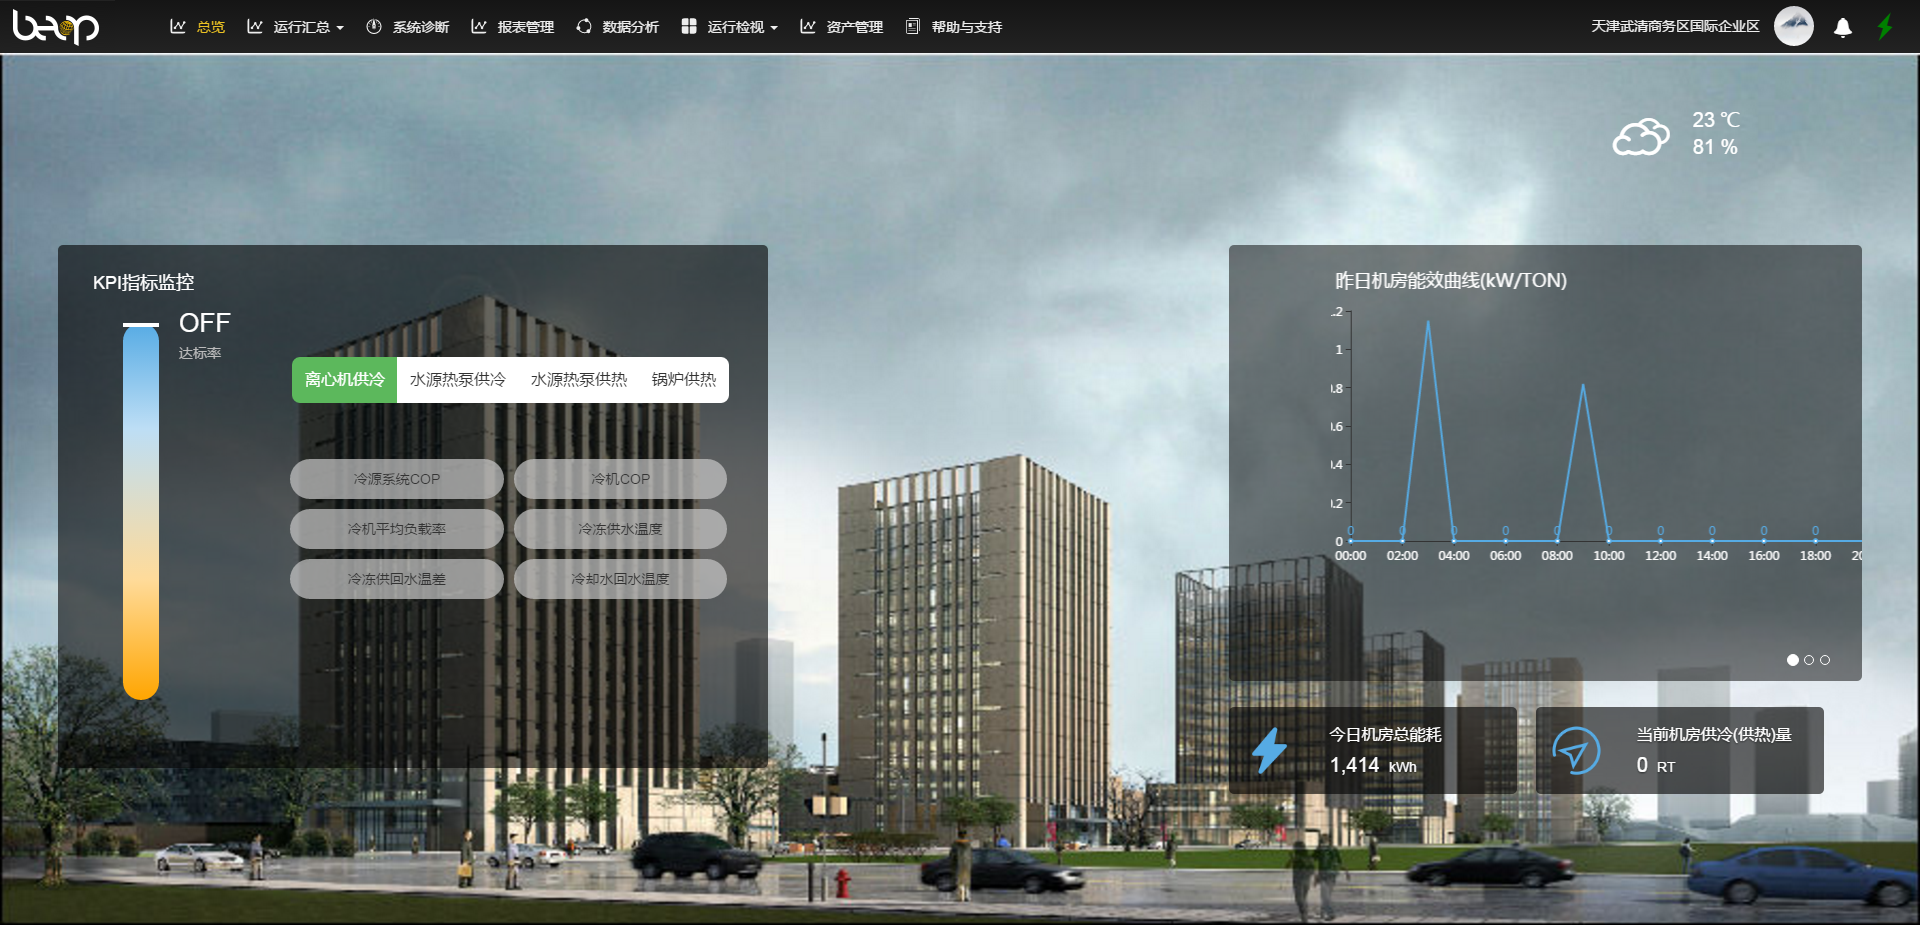 beop
总览 运行汇总 系统诊断 报表管理 数据分析 运行检视 资产管理 帮助与支持 天津武清商务区国际企业区
23 ℃
81 %
KPI指标监控
OFF
达标率
离心机供冷 水源热泵供冷 水源热泵供热 锅炉供热
冷源系统COP 冷机COP
冷机平均负载率 冷冻供水温度
冷冻供回水温差 冷却水回水温度
昨日机房能效曲线(kW/TON)
.2
1
.8
.6
.4
.2
0
0 0 0 0 0 0 0 0 0 0
00:00 02:00 04:00 06:00 08:00 10:00 12:00 14:00 16:00 18:00 20
今日机房总能耗
1,414 kWh
当前机房供冷(供热)量
0 RT